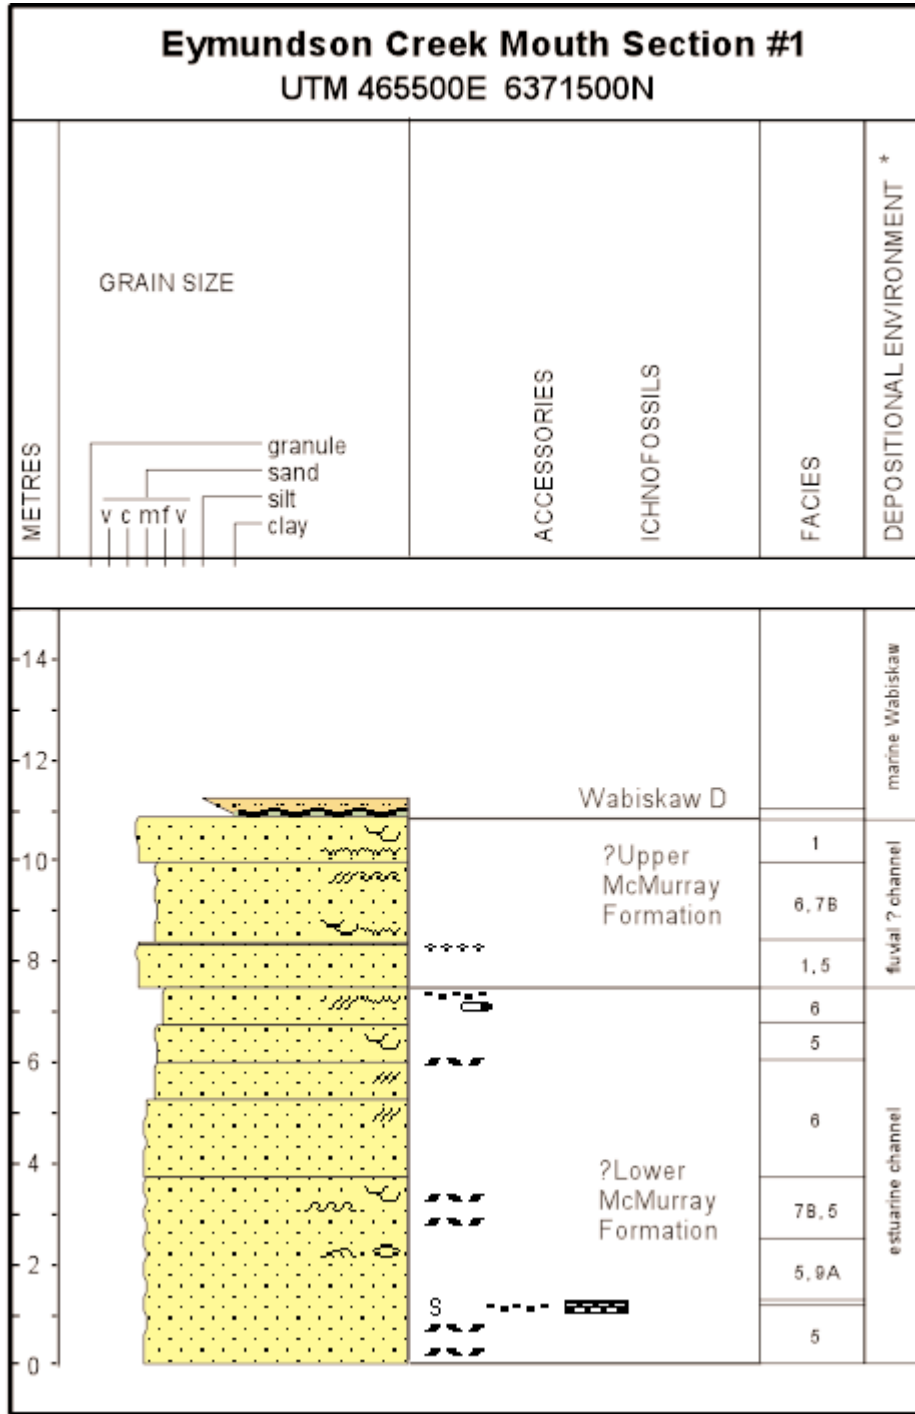 Eymundson Creek Mouth Section #1
UTM 465500E 6371500N
METRES
GRAIN SIZE
granule
sand
silt
clay
v c m f v
ACCESSORIES
ICHNOFOSSILS
FACIES
DEPOSITIONAL ENVIRONMENT *
14
12
10
8
6
4
2
0
Wabiskaw D
?Upper
McMurray
Formation
?Lower
McMurray
Formation
S
1
6,7B
1,5
6
5
6
7B,5
5,9A
5
marine Wabiskaw
fluvial ? channel
estuarine channel